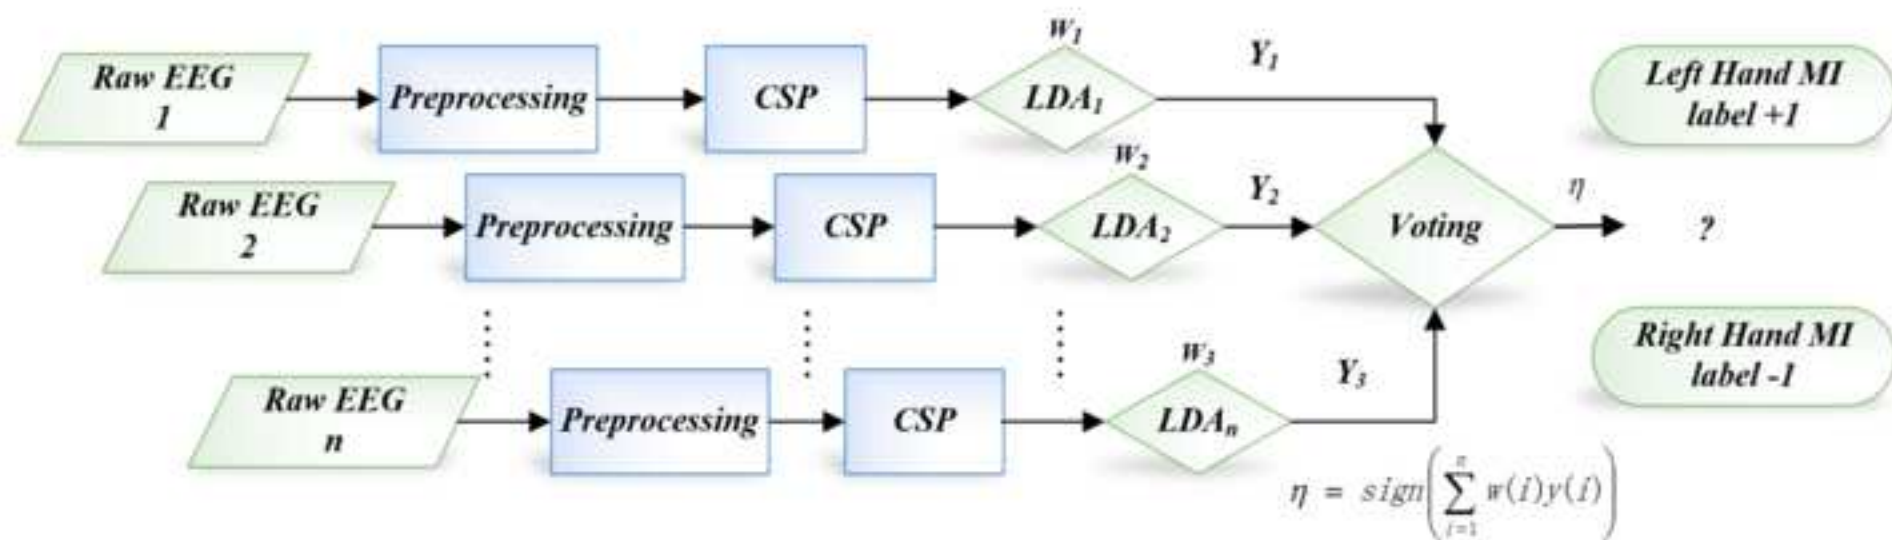 Raw EEG
1
Preprocessing
CSP
W1
LDA1
Y1
Left Hand MI
label +1
Raw EEG
2
Preprocessing
CSP
W2
LDA2
Y2
Voting
η
?
Raw EEG
n
Preprocessing
CSP
W3
LDAn
Y3
Right Hand MI
label -1
η = sign(∑_{i=1}^{n} w(i)y(i))